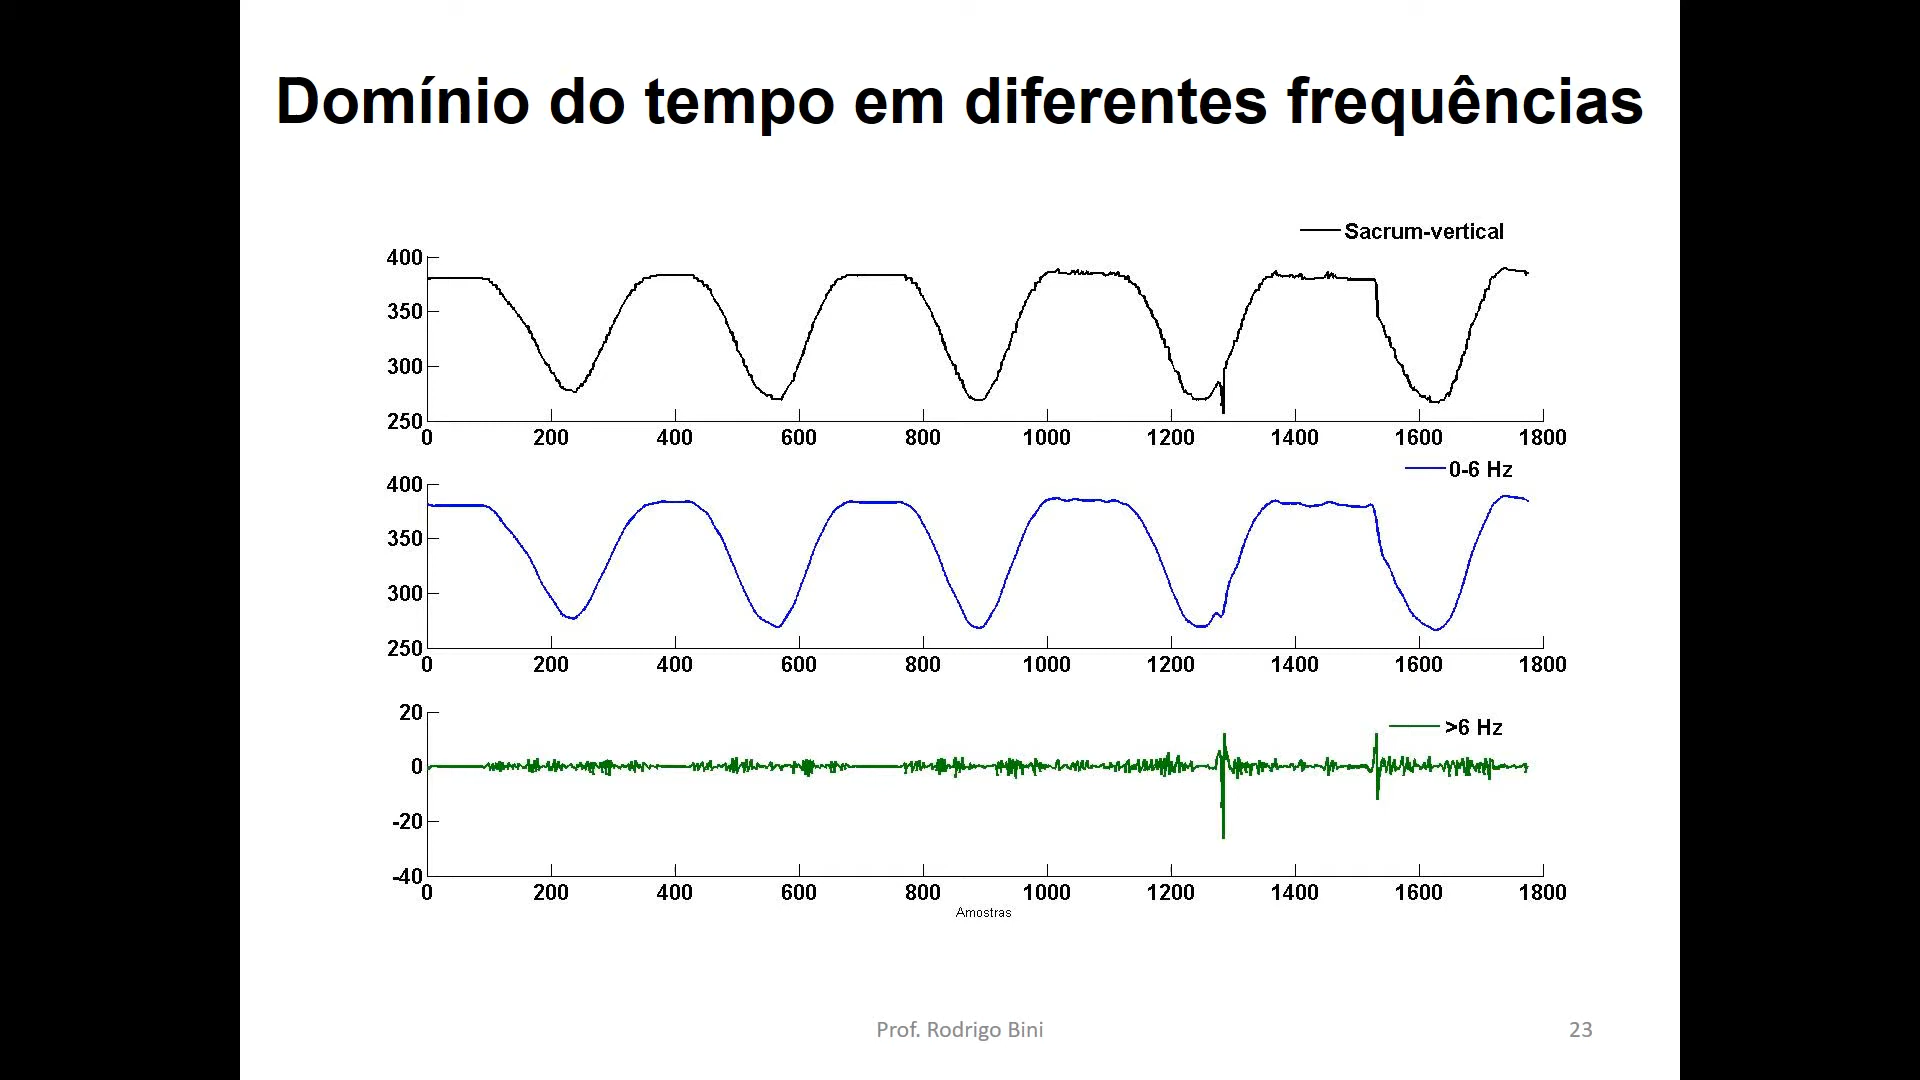 Domínio do tempo em diferentes frequências
Sacrum-vertical
400
350
300
250
0 200 400 600 800 1000 1200 1400 1600 1800
0-6 Hz
400
350
300
250
0 200 400 600 800 1000 1200 1400 1600 1800
>6 Hz
20
0
-20
-40
0 200 400 600 800 1000 1200 1400 1600 1800
Amostras
Prof. Rodrigo Bini
23